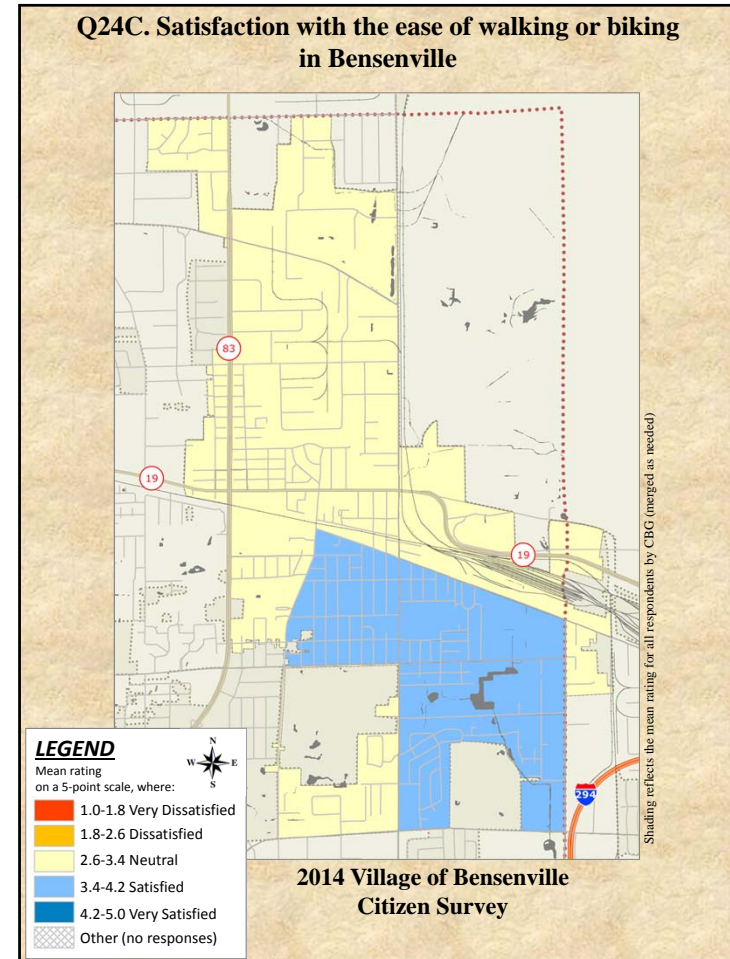 Q24C. Satisfaction with the ease of walking or biking
in Bensenville
83
19
19
294
Shading reflects the mean rating for all respondents by CBG (merged as needed)
LEGEND
Mean rating
on a 5-point scale, where:
N
W E
S
1.0-1.8 Very Dissatisfied
1.8-2.6 Dissatisfied
2.6-3.4 Neutral
3.4-4.2 Satisfied
4.2-5.0 Very Satisfied
Other (no responses)
2014 Village of Bensenville
Citizen Survey